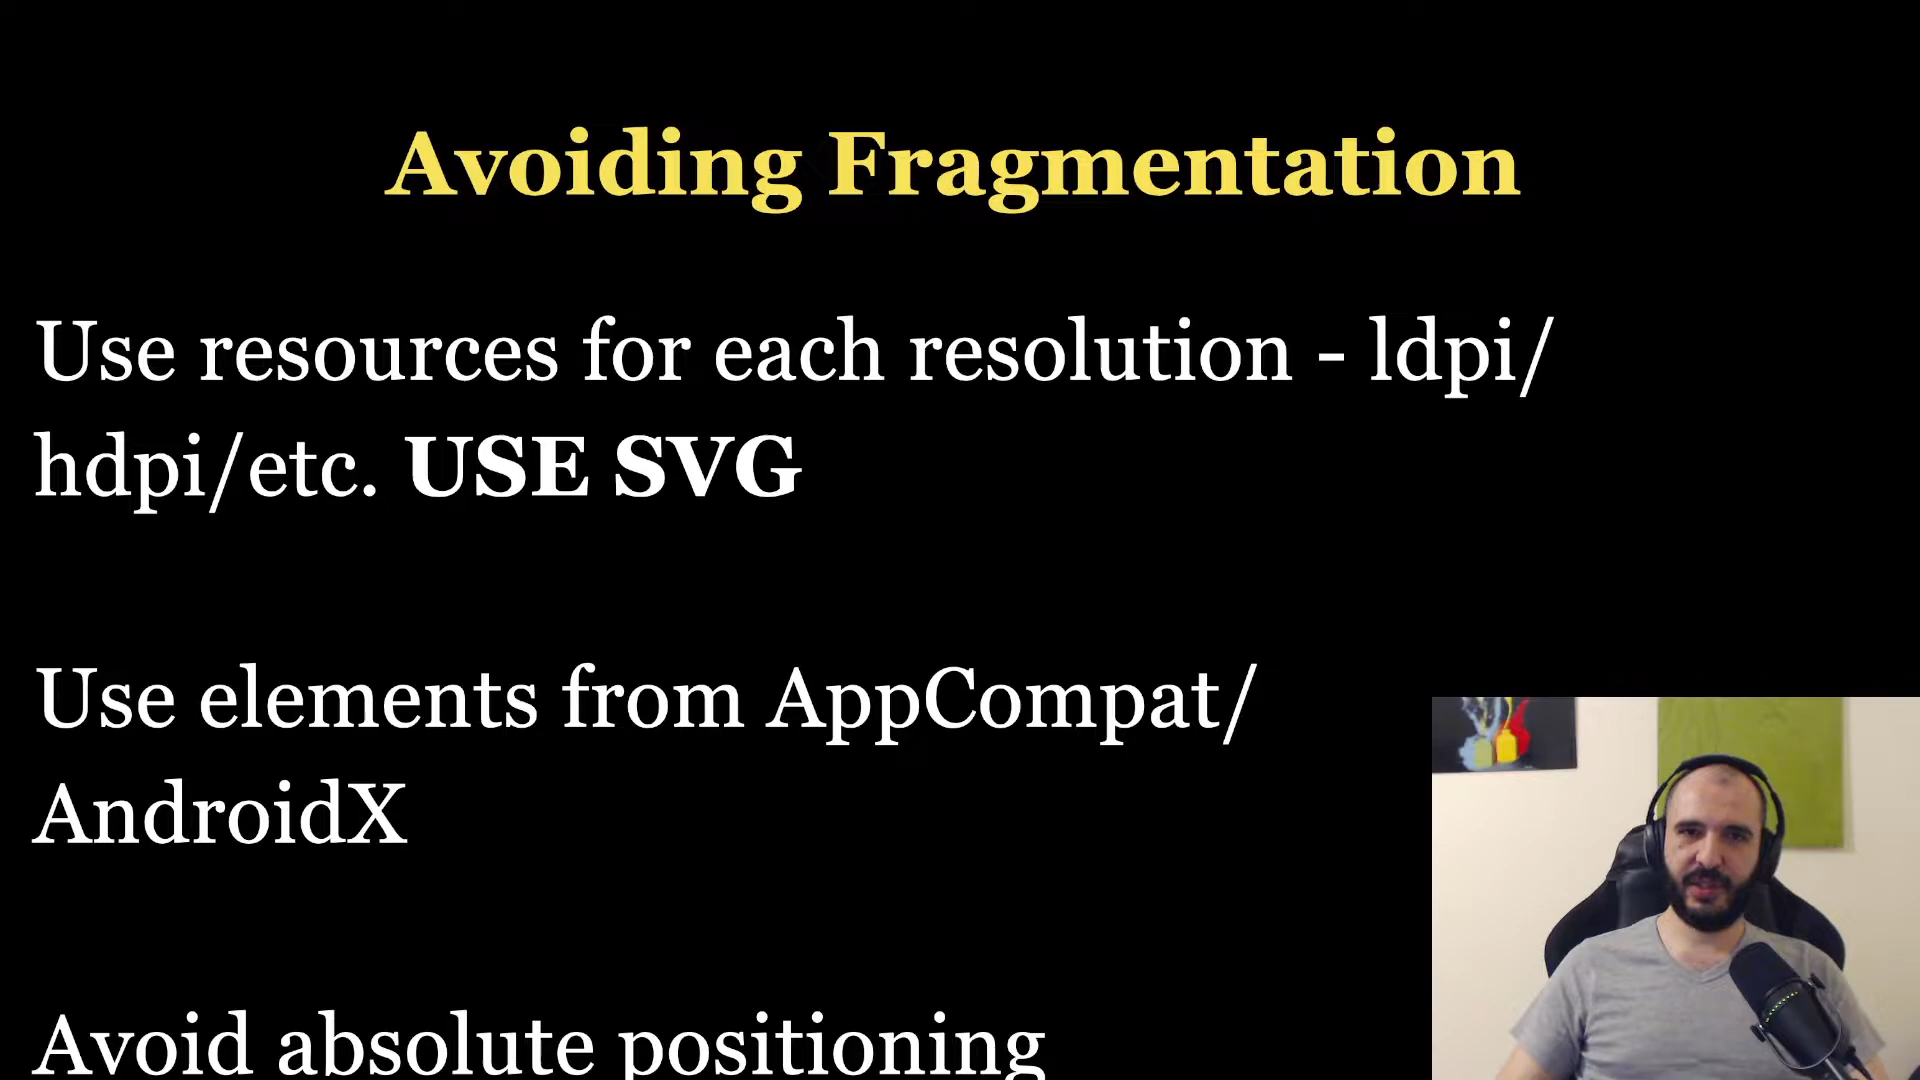 Avoiding Fragmentation
Use resources for each resolution - ldpi/
hdpi/etc. USE SVG
Use elements from AppCompat/
AndroidX
Avoid absolute positioning